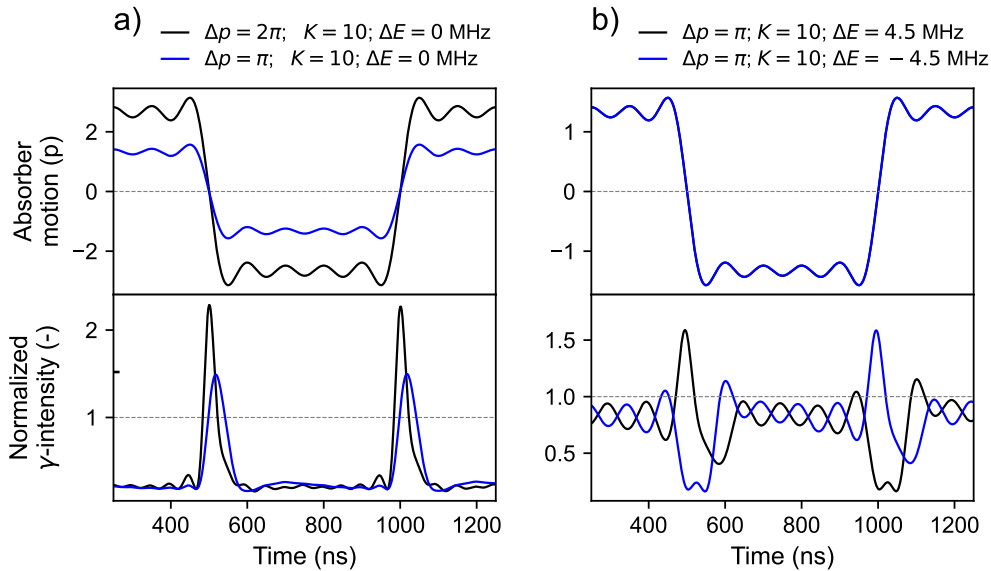 a)
Δp = 2π; K = 10; ΔE = 0 MHz
Δp = π; K = 10; ΔE = 0 MHz
b)
Δp = π; K = 10; ΔE = 4.5 MHz
Δp = π; K = 10; ΔE = − 4.5 MHz
Absorber
motion (p)
2
0
−2
1
0
−1
Normalized
γ-intensity (-)
2
1
1.5
1.0
0.5
400 600 800 1000 1200
Time (ns)
400 600 800 1000 1200
Time (ns)